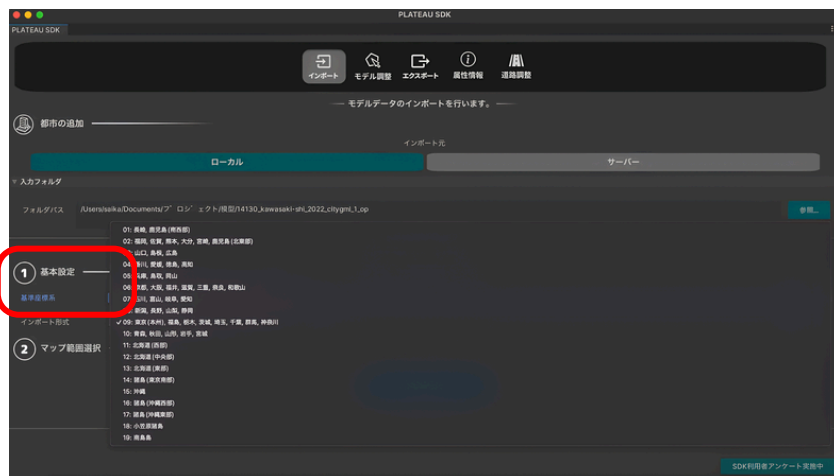 PLATEAU SDK
PLATEAU SDK
インポート
モデル調整
エクスポート
属性情報
道路調整
モデルデータのインポートを行います。
都市の追加
インポート元
ローカル
サーバー
入力フォルダ
フォルダパス
/Users/saika/Documents/プロジェクト/模型/14130_kawasaki-shi_2022_citygml_1_op
参照...
1 基本設定
基準座標系
インポート形式
2 マップ範囲選択
01: 長崎, 鹿児島(南西部)
02: 福岡, 佐賀, 熊本, 大分, 宮崎, 鹿児島(北東部)
山口, 島根, 広島
04 川, 愛媛, 徳島, 高知
05 庫, 鳥取, 岡山
06 都, 大阪, 福井, 滋賀, 三重, 奈良, 和歌山
07 川, 富山, 岐阜, 愛知
新潟, 長野, 山梨, 静岡
✓ 09: 東京(本州), 福島, 栃木, 茨城, 埼玉, 千葉, 群馬, 神奈川
10: 青森, 秋田, 山形, 岩手, 宮城
11: 北海道(西部)
12: 北海道(中央部)
13: 北海道(東部)
14: 諸島(東京南部)
15: 沖縄
16: 諸島(沖縄西部)
17: 諸島(沖縄東部)
18: 小笠原諸島
19: 南鳥島
SDK利用者アンケート実施中